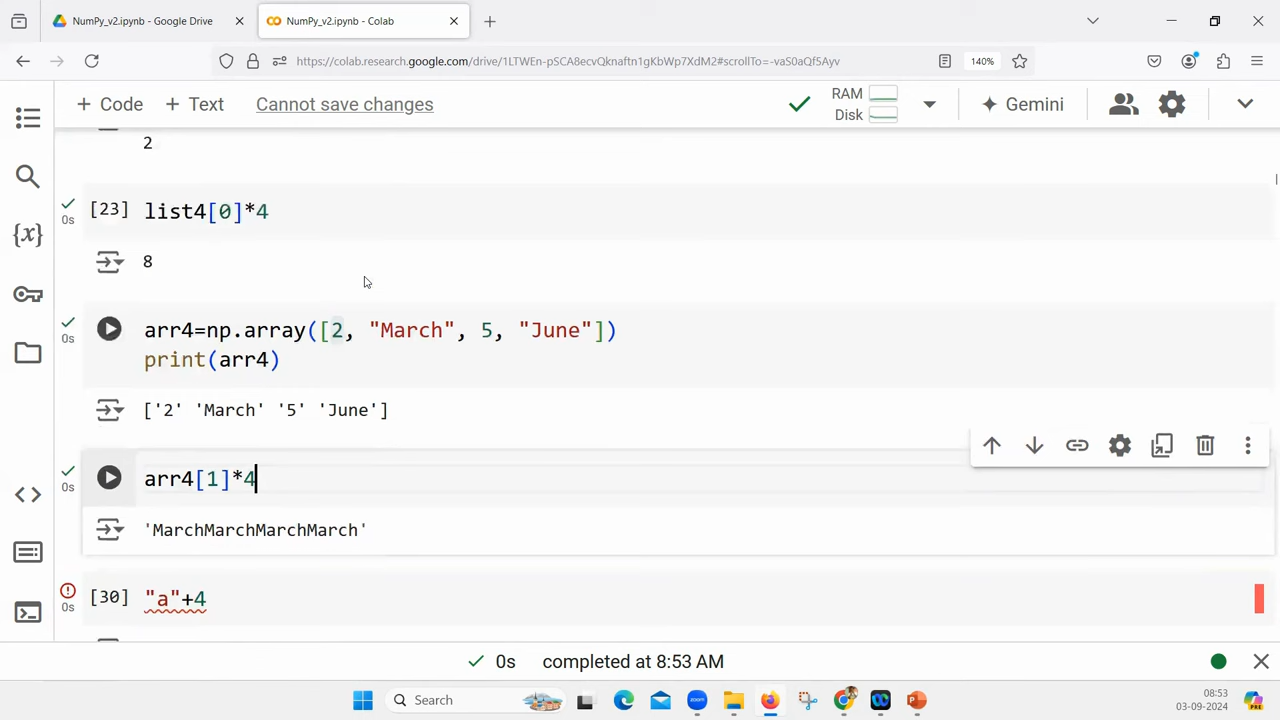 NumPy_v2.ipynb - Google Drive
NumPy_v2.ipynb - Colab
https://colab.research.google.com/drive/1LTWEn-pSCA8ecvQknaftn1gKbWp7XdM2#scrollTo=-vaS0aQf5Ayv
140%
+ Code
+ Text
Cannot save changes
RAM
Disk
Gemini
2
[23] list4[0]*4
0s
8
arr4=np.array([2, "March", 5, "June"])
0s
print(arr4)
['2' 'March' '5' 'June']
arr4[1]*4
0s
'MarchMarchMarchMarch'
[30] "a"+4
0s
0s completed at 8:53 AM
Search
08:53
03-09-2024